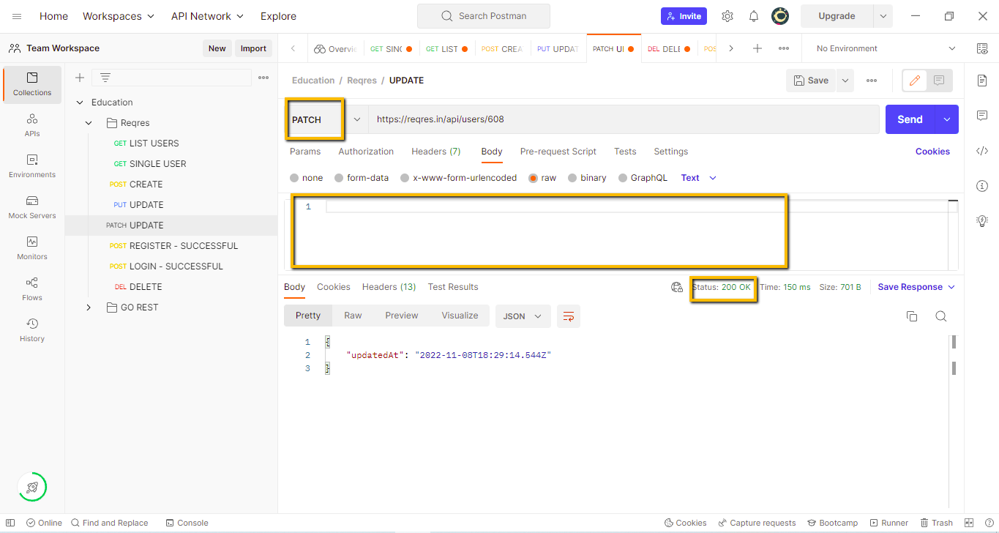 Home Workspaces API Network Explore Search Postman Invite Upgrade
Team Workspace New Import Overvie GET SINC GET LIST POST CREA PUT UPDAT PATCH UI DEL DELE POS No Environment
Education / Reqres / UPDATE Save
Collections
APIs
Environments
Mock Servers
Monitors
Flows
History
Education
Reqres
GET LIST USERS
GET SINGLE USER
POST CREATE
PUT UPDATE
PATCH UPDATE
POST REGISTER - SUCCESSFUL
POST LOGIN - SUCCESSFUL
DEL DELETE
GO REST
PATCH https://reqres.in/api/users/608 Send
Params Authorization Headers (7) Body Pre-request Script Tests Settings Cookies
none form-data x-www-form-urlencoded raw binary GraphQL Text
1
Body Cookies Headers (13) Test Results Status: 200 OK Time: 150 ms Size: 701 B Save Response
Pretty Raw Preview Visualize JSON
1 {
2 "updatedAt": "2022-11-08T18:29:14.544Z"
3 }
Online Find and Replace Console Cookies Capture requests Bootcamp Runner Trash